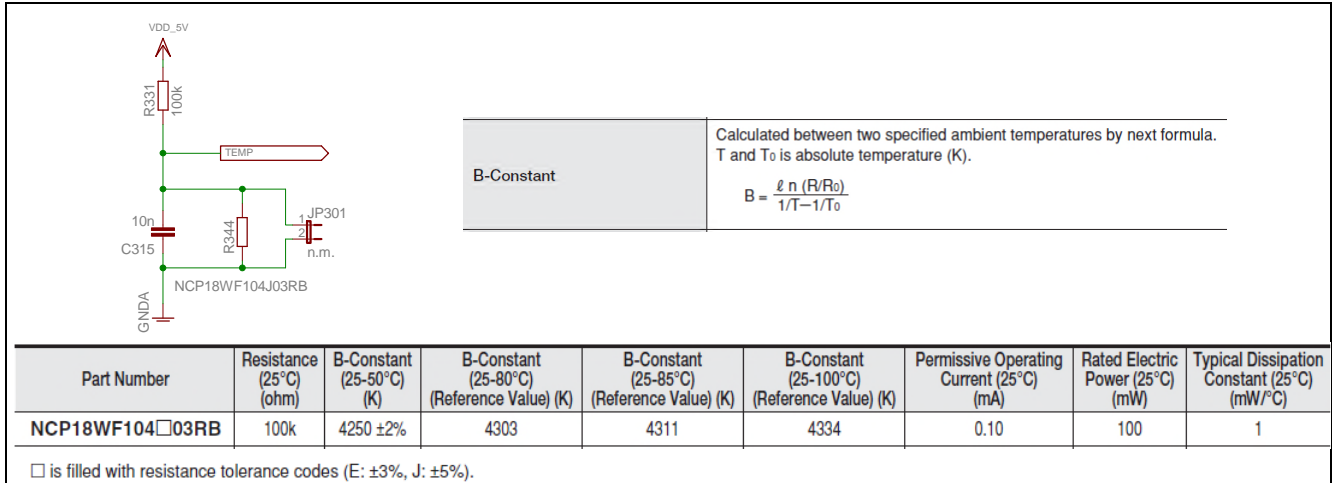 VDD_5V
R331
100k
TEMP
10n
C315
R344
1
2
JP301
n.m.
NCP18WF104J03RB
GNDA
B-Constant
Calculated between two specified ambient temperatures by next formula.
T and T0 is absolute temperature (K).
B = ℓn (R/R0) / 1/T−1/T0
Part Number
Resistance
(25°C)
(ohm)
B-Constant
(25-50°C)
(K)
B-Constant
(25-80°C)
(Reference Value) (K)
B-Constant
(25-85°C)
(Reference Value) (K)
B-Constant
(25-100°C)
(Reference Value) (K)
Permissive Operating
Current (25°C)
(mA)
Rated Electric
Power (25°C)
(mW)
Typical Dissipation
Constant (25°C)
(mW/°C)
NCP18WF104□03RB 100k 4250 ±2% 4303 4311 4334 0.10 100 1
□ is filled with resistance tolerance codes (E: ±3%, J: ±5%).